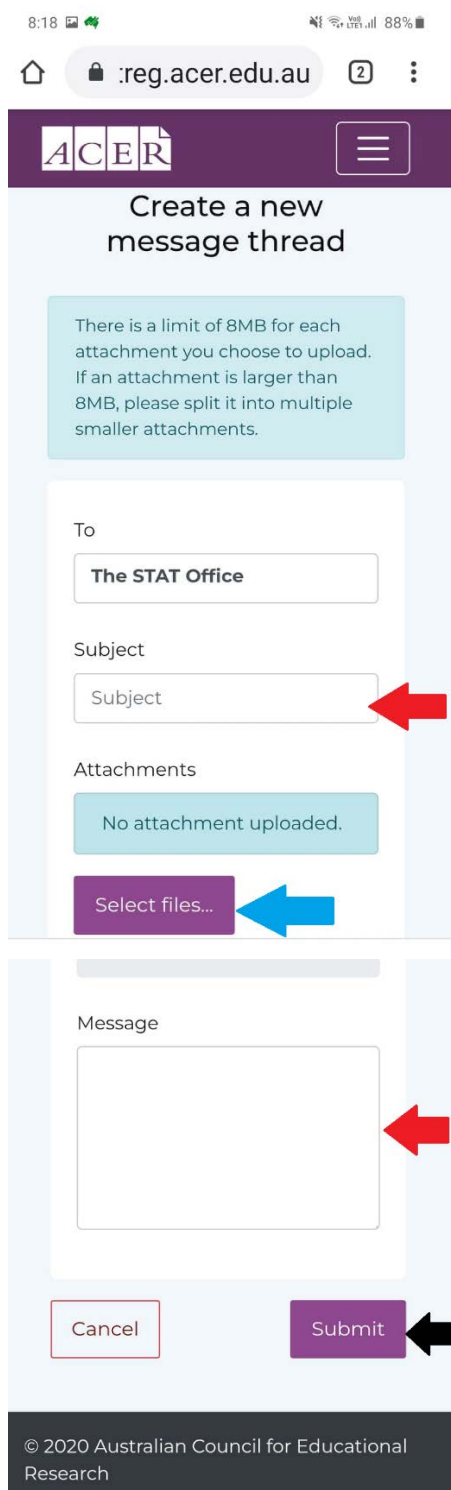 8:18 88%
:reg.acer.edu.au 2
ACER
Create a new
message thread
There is a limit of 8MB for each
attachment you choose to upload.
If an attachment is larger than
8MB, please split it into multiple
smaller attachments.
To
The STAT Office
Subject
Subject
Attachments
No attachment uploaded.
Select files...
Message
Cancel Submit
© 2020 Australian Council for Educational
Research